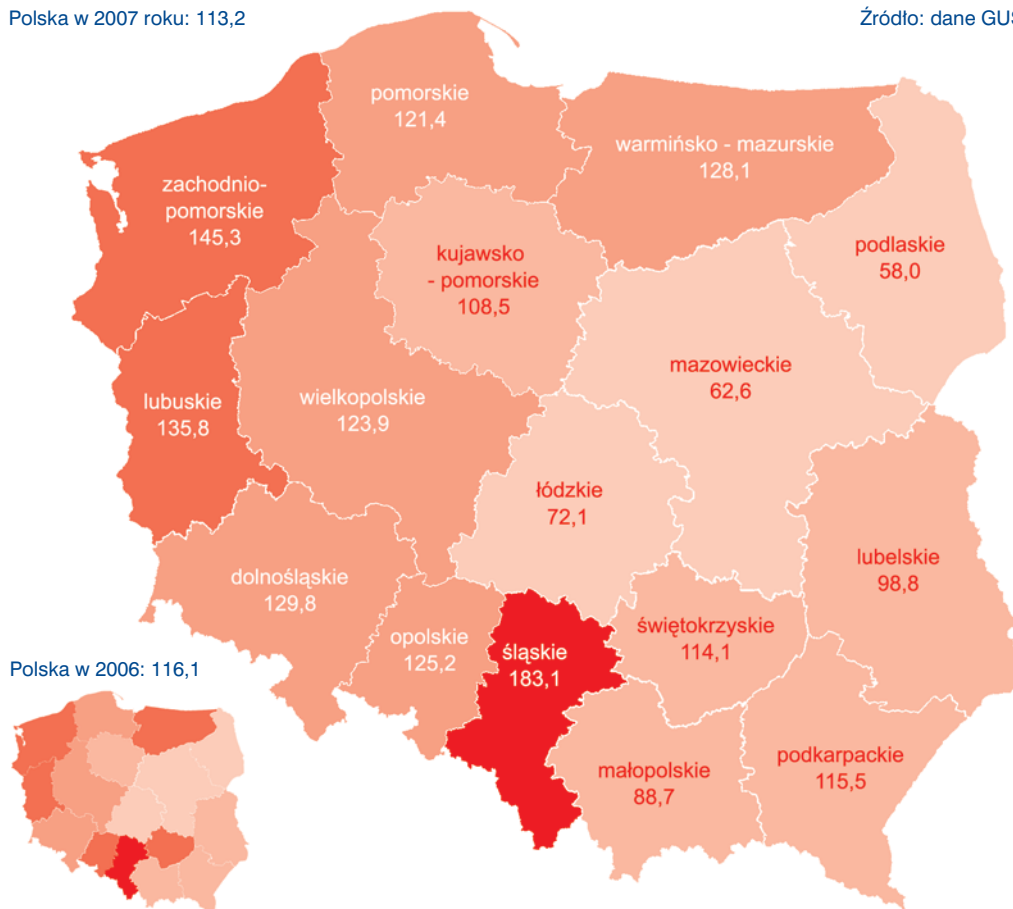 Polska w 2007 roku: 113,2
Źródło: dane GUS
pomorskie
121,4
warmińsko - mazurskie
128,1
zachodnio-
pomorskie
145,3
kujawsko
- pomorskie
108,5
podlaskie
58,0
mazowieckie
62,6
lubuskie
135,8
wielkopolskie
123,9
łódzkie
72,1
lubelskie
98,8
dolnośląskie
129,8
opolskie
125,2
śląskie
183,1
świętokrzyskie
114,1
Polska w 2006: 116,1
małopolskie
88,7
podkarpackie
115,5